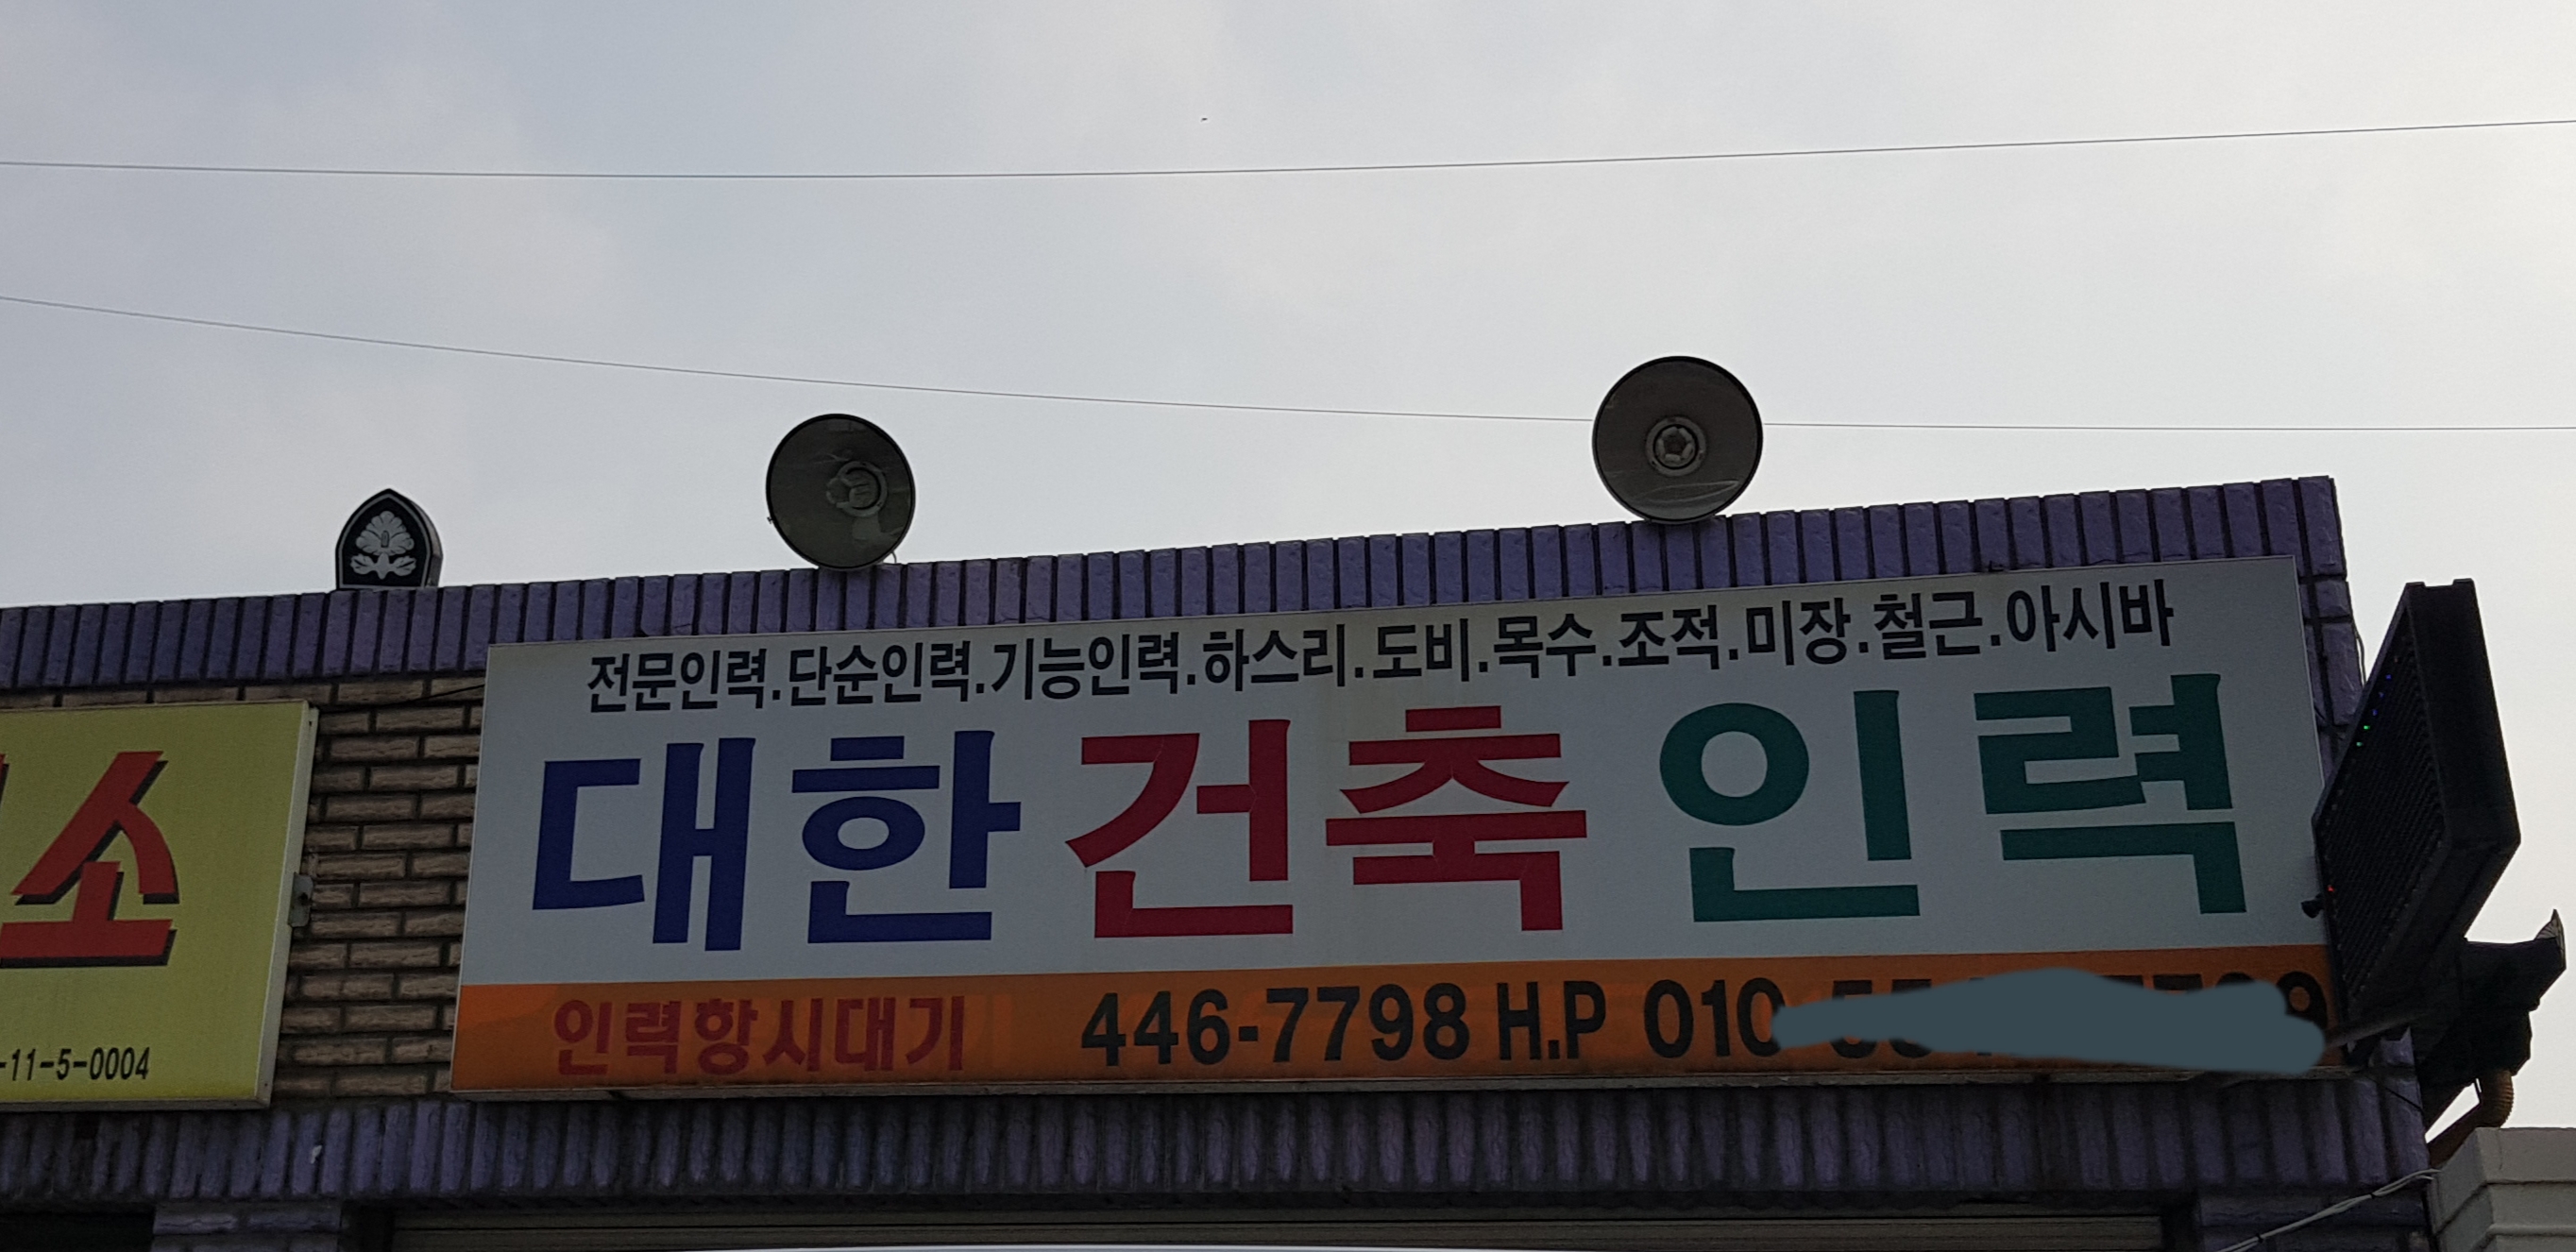 소
-11-5-0004
전문인력.단순인력.기능인력.하스리.도비.목수.조적.미장.철근.아시바
대한건축인력
인력항시대기 446-7798 H.P 010